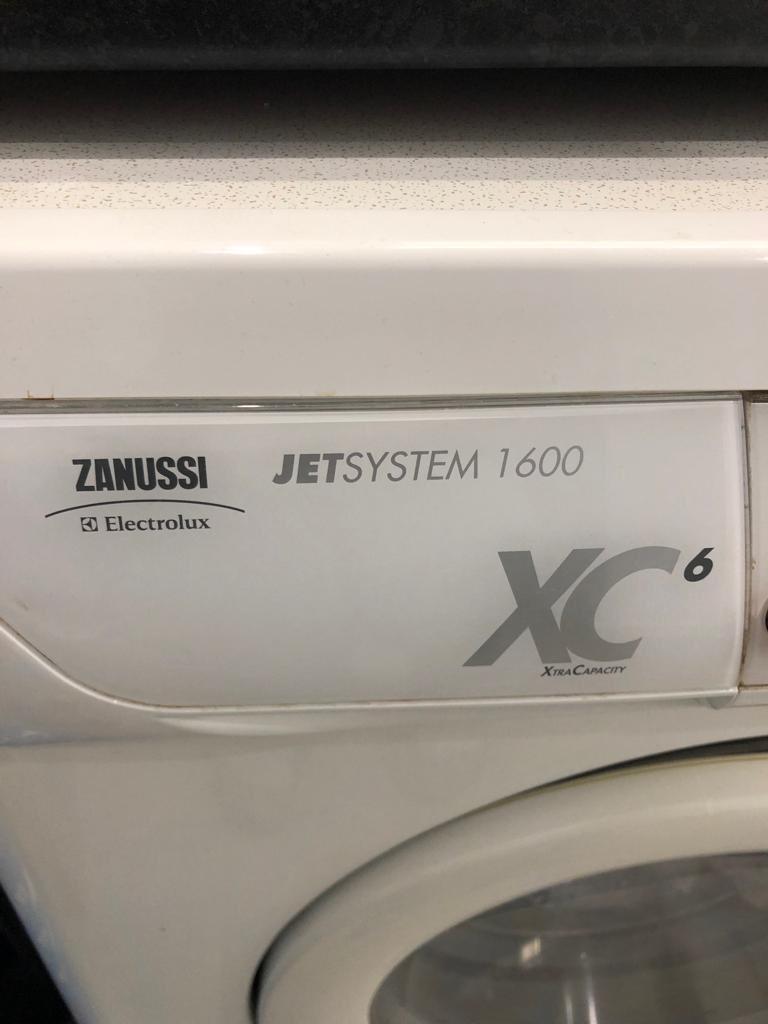 ZANUSSI
Electrolux
JETSYSTEM 1600
XC6
XTRACAPACITY